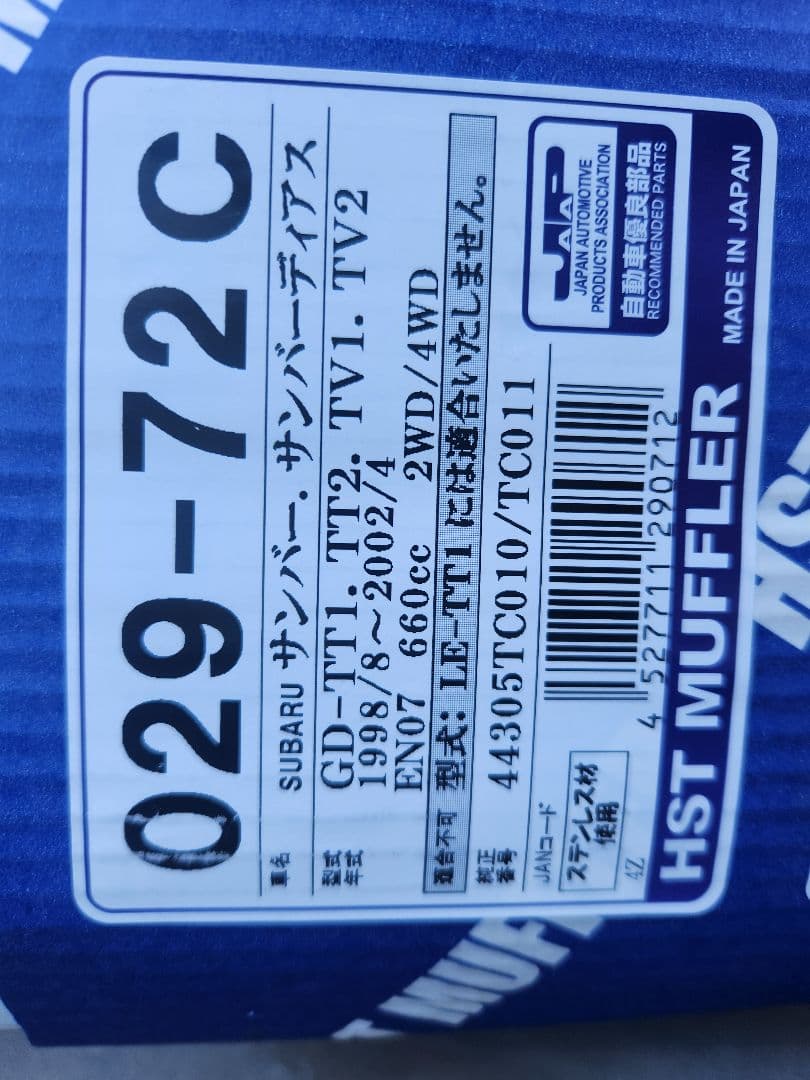 029-72C
車名 SUBARU サンバー．サンバーディアス
型式 GD-TT1．TT2．TV1．TV2
年式 1998/8～2002/4
EN07 660cc 2WD/4WD
適合不可 型式：LE-TT1には適合いたしません。
純正番号 44305TC010/TC011
JANコード
4 527711 290712
ステンレス材
使用
4Z
JAPAN AUTOMOTIVE
PRODUCTS ASSOCIATION
自動車優良部品
RECOMMENDED PARTS
HST MUFFLER MADE IN JAPAN